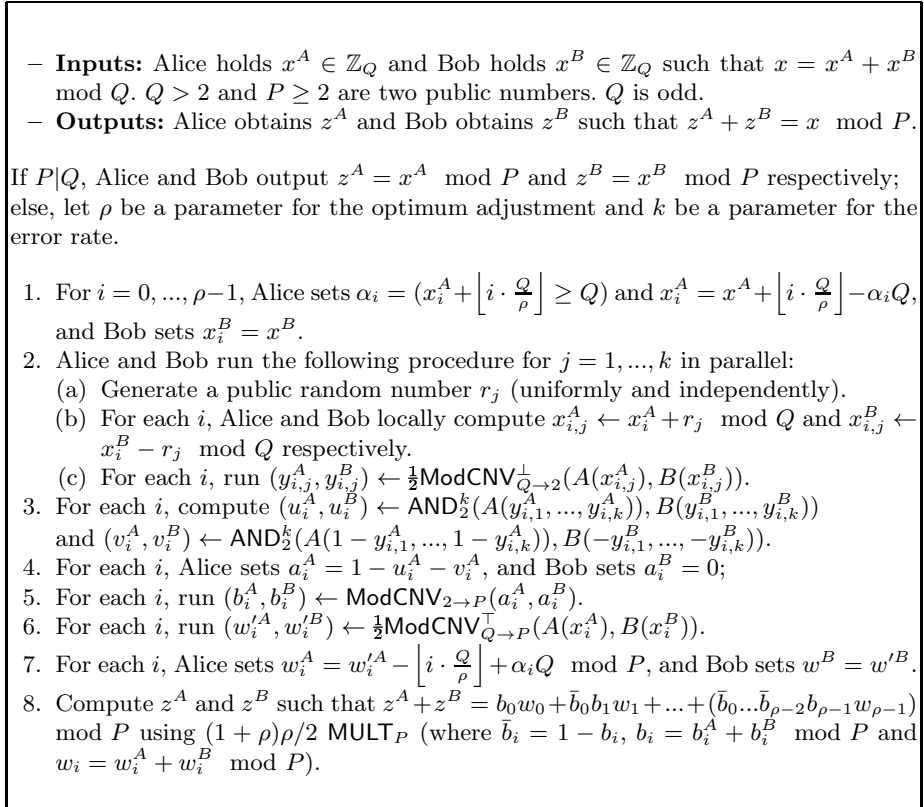 – Inputs: Alice holds x^A ∈ ℤ_Q and Bob holds x^B ∈ ℤ_Q such that x = x^A + x^B
mod Q. Q > 2 and P ≥ 2 are two public numbers. Q is odd.
– Outputs: Alice obtains z^A and Bob obtains z^B such that z^A + z^B = x mod P.
If P|Q, Alice and Bob output z^A = x^A mod P and z^B = x^B mod P respectively;
else, let ρ be a parameter for the optimum adjustment and k be a parameter for the
error rate.
1. For i = 0, ..., ρ−1, Alice sets α_i = (x_i^A + ⌊i · Q/ρ⌋ ≥ Q) and x_i^A = x^A + ⌊i · Q/ρ⌋ − α_iQ,
and Bob sets x_i^B = x^B.
2. Alice and Bob run the following procedure for j = 1, ..., k in parallel:
(a) Generate a public random number r_j (uniformly and independently).
(b) For each i, Alice and Bob locally compute x_{i,j}^A ← x_i^A + r_j mod Q and x_{i,j}^B ←
x_i^B − r_j mod Q respectively.
(c) For each i, run (y_{i,j}^A, y_{i,j}^B) ← ½ModCNV^⊥_{Q→2}(A(x_{i,j}^A), B(x_{i,j}^B)).
3. For each i, compute (u_i^A, u_i^B) ← AND_2^k(A(y_{i,1}^A, ..., y_{i,k}^A)), B(y_{i,1}^B, ..., y_{i,k}^B))
and (v_i^A, v_i^B) ← AND_2^k(A(1 − y_{i,1}^A, ..., 1 − y_{i,k}^A)), B(−y_{i,1}^B, ..., −y_{i,k}^B)).
4. For each i, Alice sets a_i^A = 1 − u_i^A − v_i^A, and Bob sets a_i^B = 0;
5. For each i, run (b_i^A, b_i^B) ← ModCNV_{2→P}(a_i^A, a_i^B).
6. For each i, run (w_i'^A, w_i'^B) ← ½ModCNV^⊤_{Q→P}(A(x_i^A), B(x_i^B)).
7. For each i, Alice sets w_i^A = w_i'^A − ⌊i · Q/ρ⌋ + α_iQ mod P, and Bob sets w^B = w'^B.
8. Compute z^A and z^B such that z^A + z^B = b_0w_0 + b̄_0b_1w_1 + ... + (b̄_0...b̄_{ρ−2}b_{ρ−1}w_{ρ−1})
mod P using (1 + ρ)ρ/2 MULT_P (where b̄_i = 1 − b_i, b_i = b_i^A + b_i^B mod P and
w_i = w_i^A + w_i^B mod P).